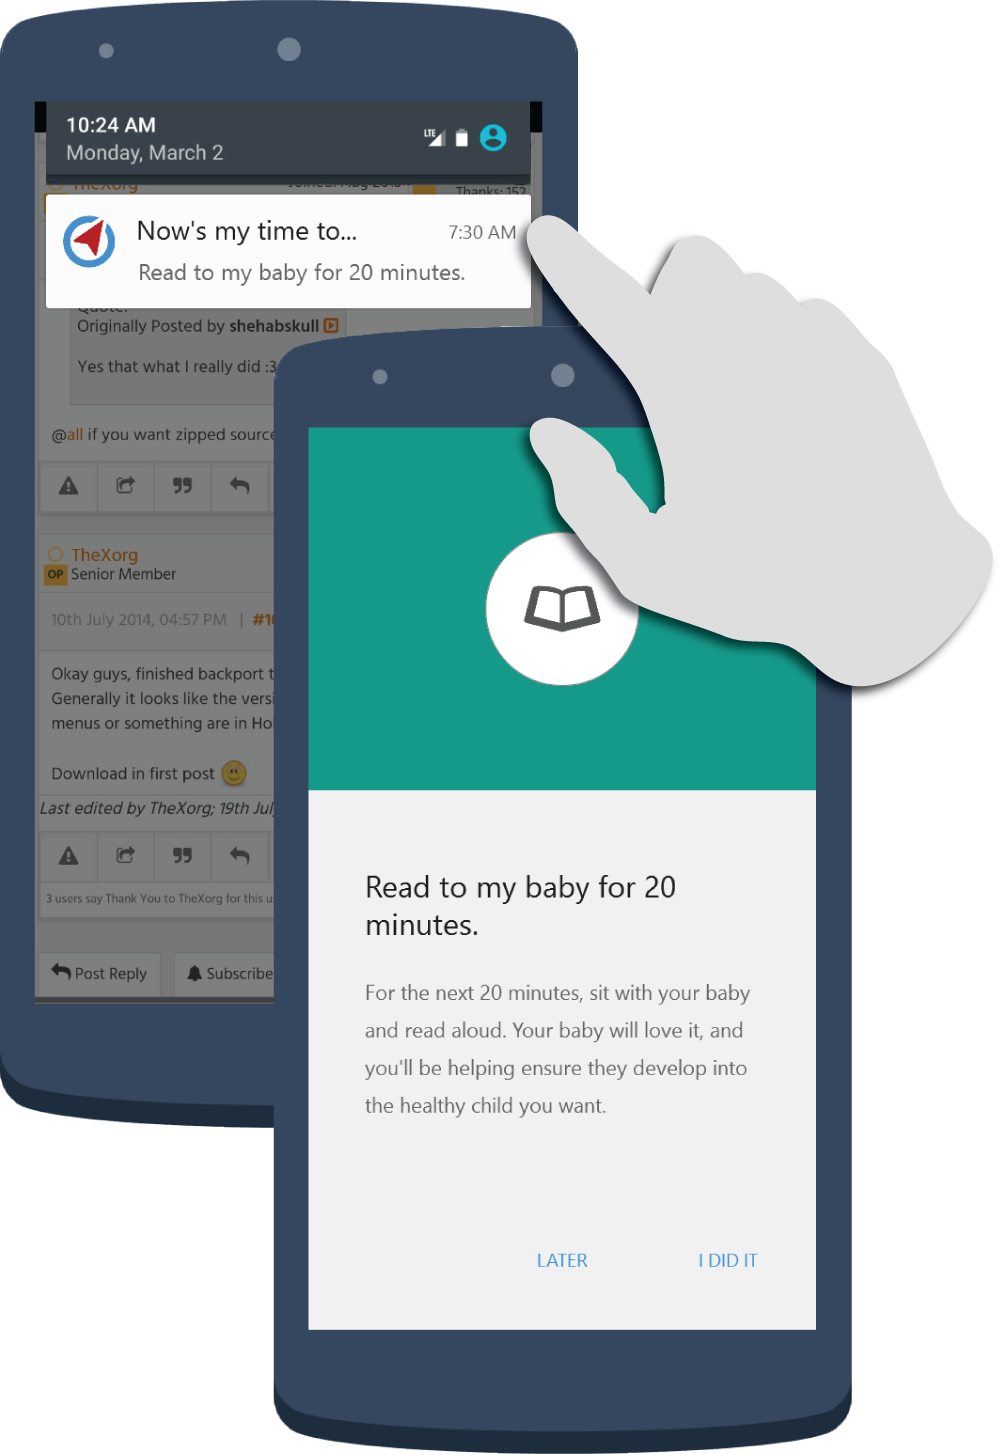 10:24 AM
LTE
Monday, March 2
TheXorg
Thanks: 152
Now's my time to...
7:30 AM
Read to my baby for 20 minutes.
Quote:
Originally Posted by shehabskull
Yes that what I really did :3
@all if you want zipped source
TheXorg
OP Senior Member
10th July 2014, 04:57 PM | #10
Okay guys, finished backport t
Generally it looks like the versi
menus or something are in Ho
Download in first post
Last edited by TheXorg; 19th Jul
3 users say Thank You to TheXorg for this u
Post Reply
Subscribe
Read to my baby for 20
minutes.
For the next 20 minutes, sit with your baby
and read aloud. Your baby will love it, and
you'll be helping ensure they develop into
the healthy child you want.
LATER
I DID IT